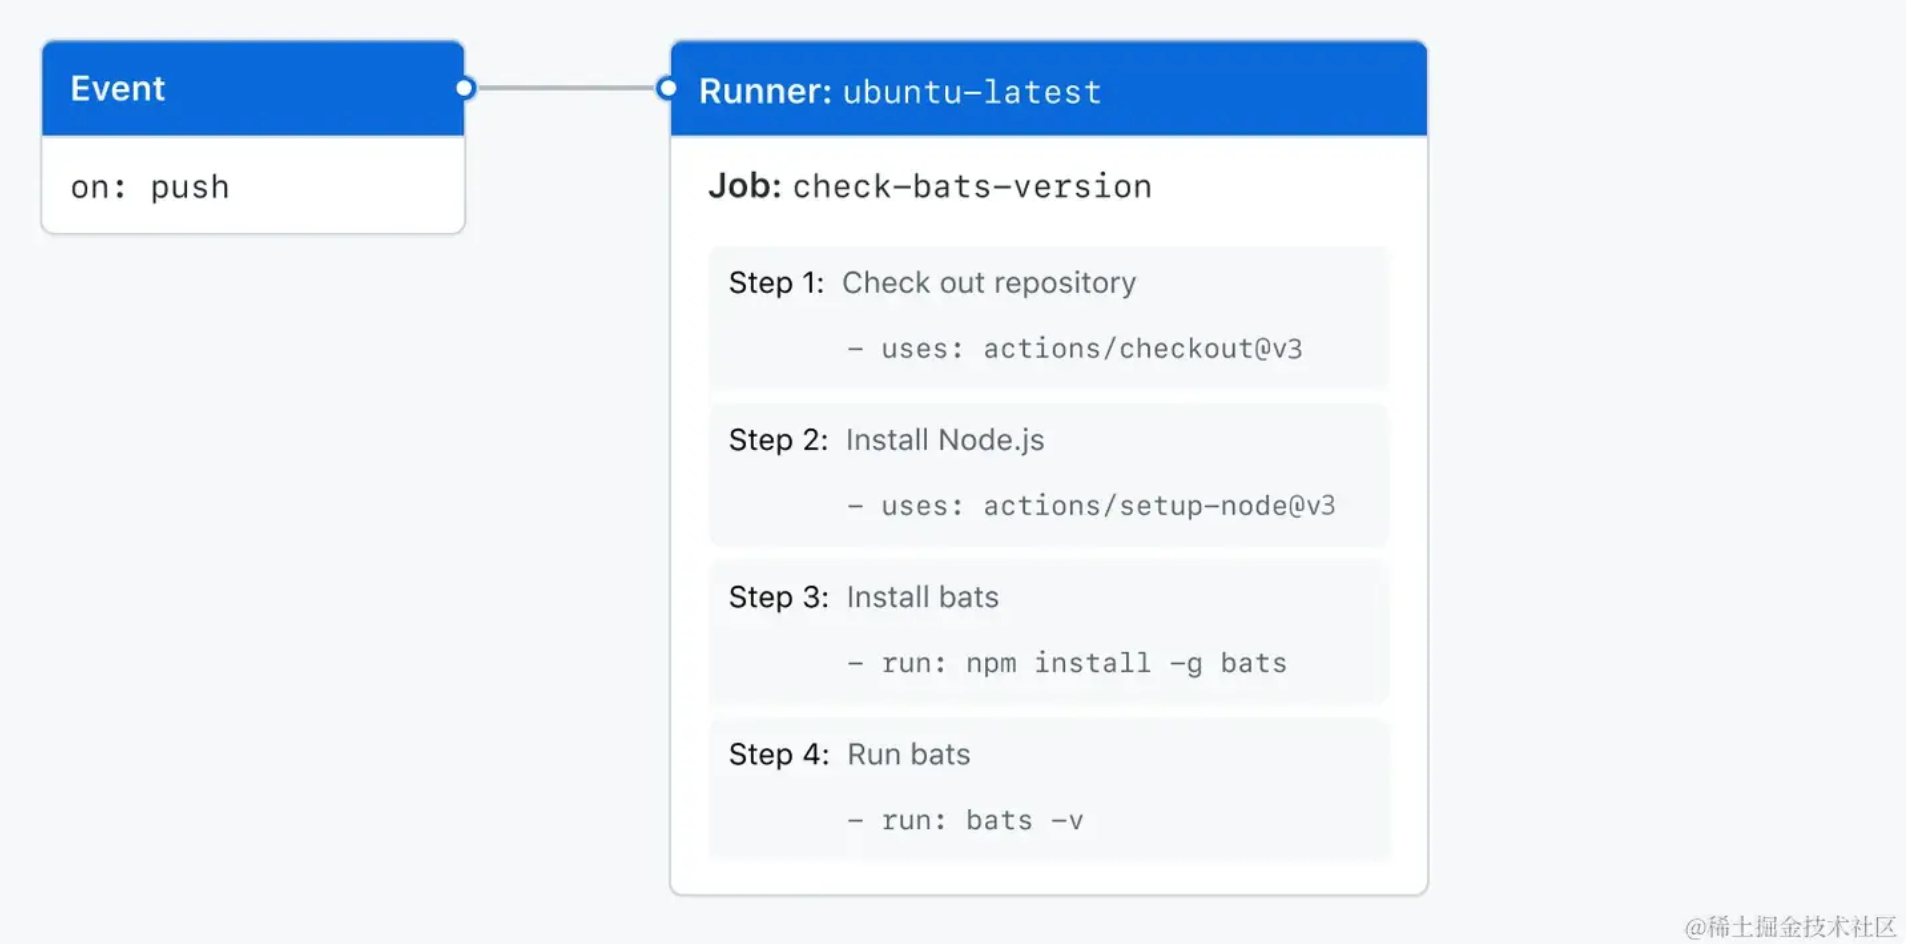 Event
on: push
Runner: ubuntu-latest
Job: check-bats-version
Step 1: Check out repository
- uses: actions/checkout@v3
Step 2: Install Node.js
- uses: actions/setup-node@v3
Step 3: Install bats
- run: npm install -g bats
Step 4: Run bats
- run: bats -v
@稀土掘金技术社区